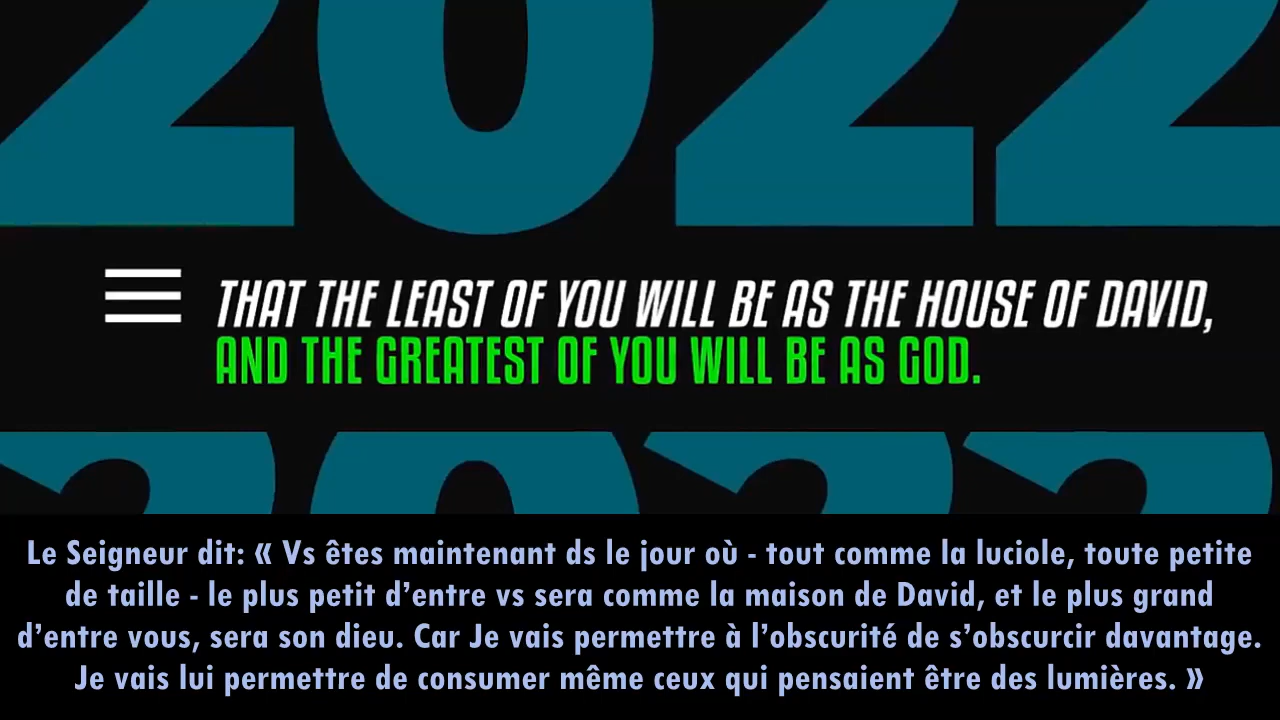 2022
THAT THE LEAST OF YOU WILL BE AS THE HOUSE OF DAVID,
AND THE GREATEST OF YOU WILL BE AS GOD.
2022
Le Seigneur dit: « Vs êtes maintenant ds le jour où - tout comme la luciole, toute petite
de taille - le plus petit d’entre vs sera comme la maison de David, et le plus grand
d’entre vous, sera son dieu. Car Je vais permettre à l’obscurité de s’obscurcir davantage.
Je vais lui permettre de consumer même ceux qui pensaient être des lumières. »